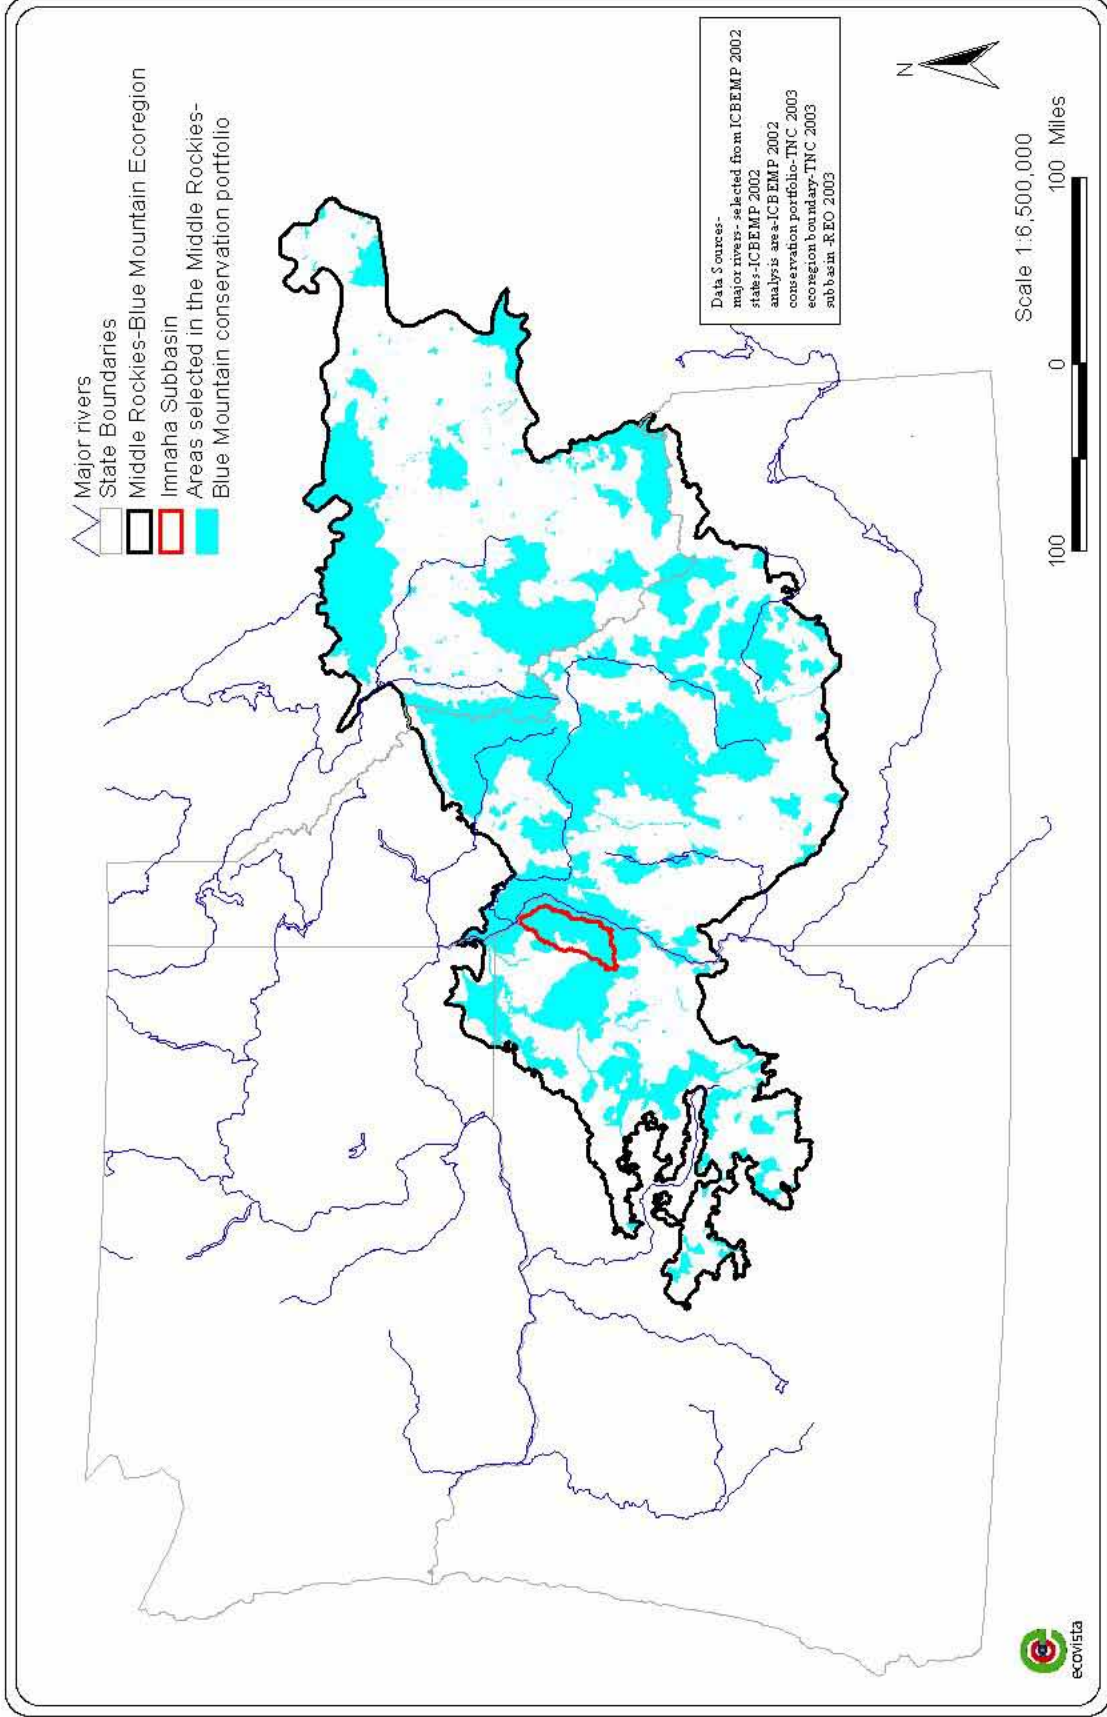 Major rivers
State Boundaries
Middle Rockies-Blue Mountain Ecoregion
Imnaha Subbasin
Areas selected in the Middle Rockies-
Blue Mountain conservation portfolio
Data Sources-
major rivers- selected from ICBEMP 2002
states-ICBEMP 2002
analysis area-ICBEMP 2002
conservation portfolio-TNC 2003
ecoregion boundary-TNC 2003
subbasin -REO 2003
N
Scale 1:6,500,000
100 0 100 Miles
ecovista